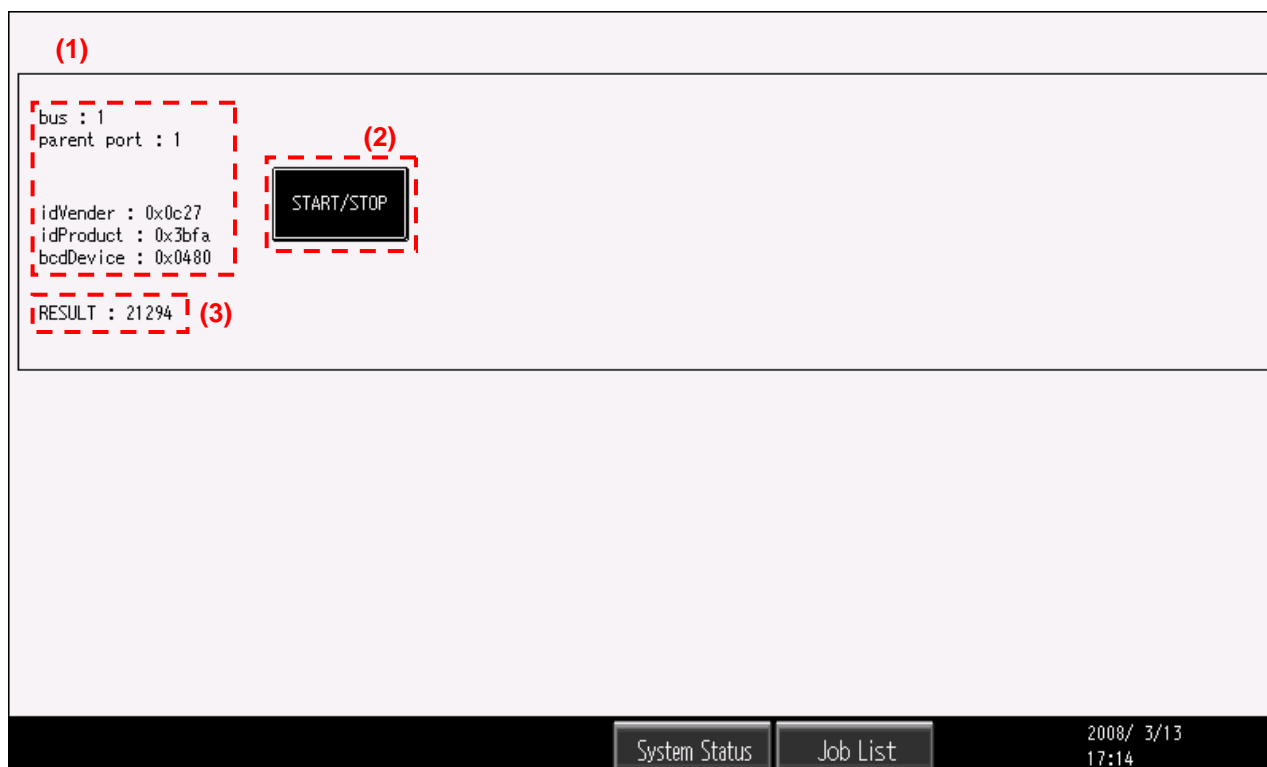 (1)
bus : 1
parent port : 1
(2)
START/STOP
idVender : 0x0c27
idProduct : 0x3bfa
bcdDevice : 0x0480
RESULT : 21294
(3)
System Status
Job List
2008/ 3/13
17:14